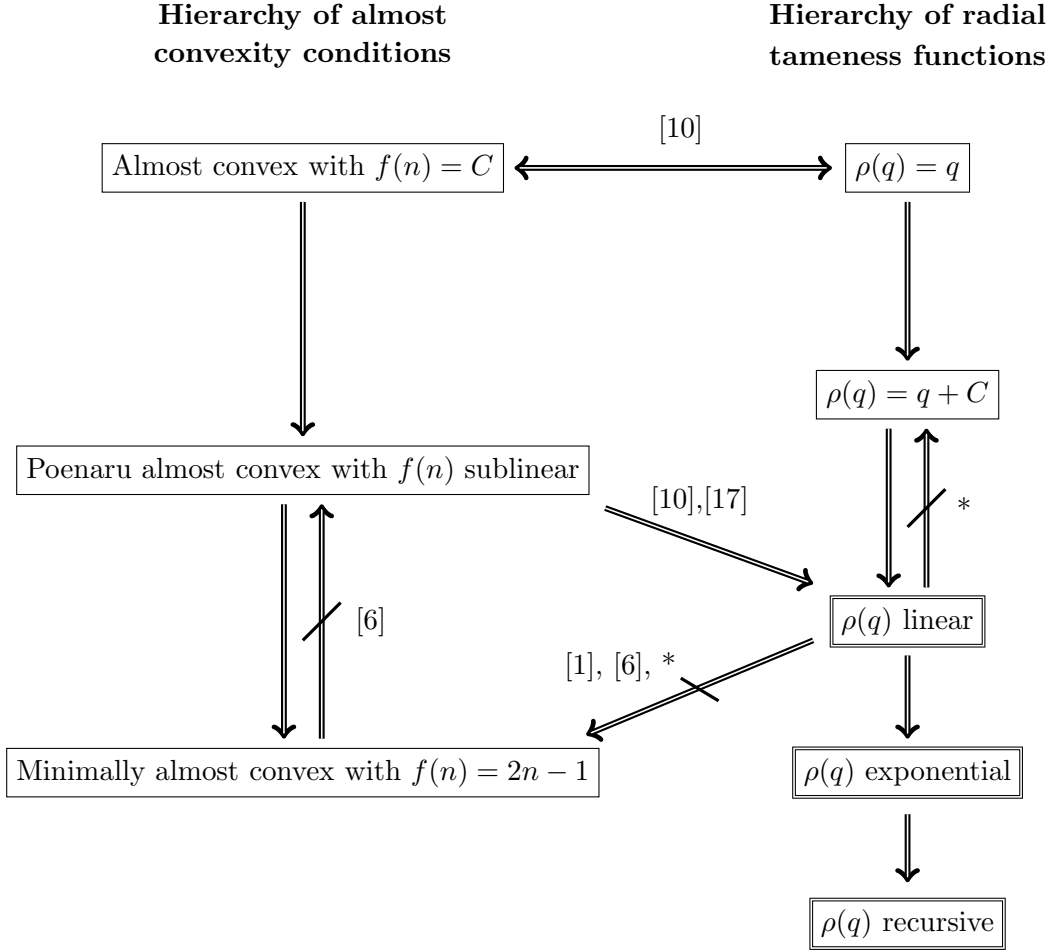 Hierarchy of almost
convexity conditions
Hierarchy of radial
tameness functions
[10]
Almost convex with f(n) = C
ρ(q) = q
ρ(q) = q + C
Poenaru almost convex with f(n) sublinear
[10],[17]
*
[6]
ρ(q) linear
[1], [6], *
Minimally almost convex with f(n) = 2n − 1
ρ(q) exponential
ρ(q) recursive